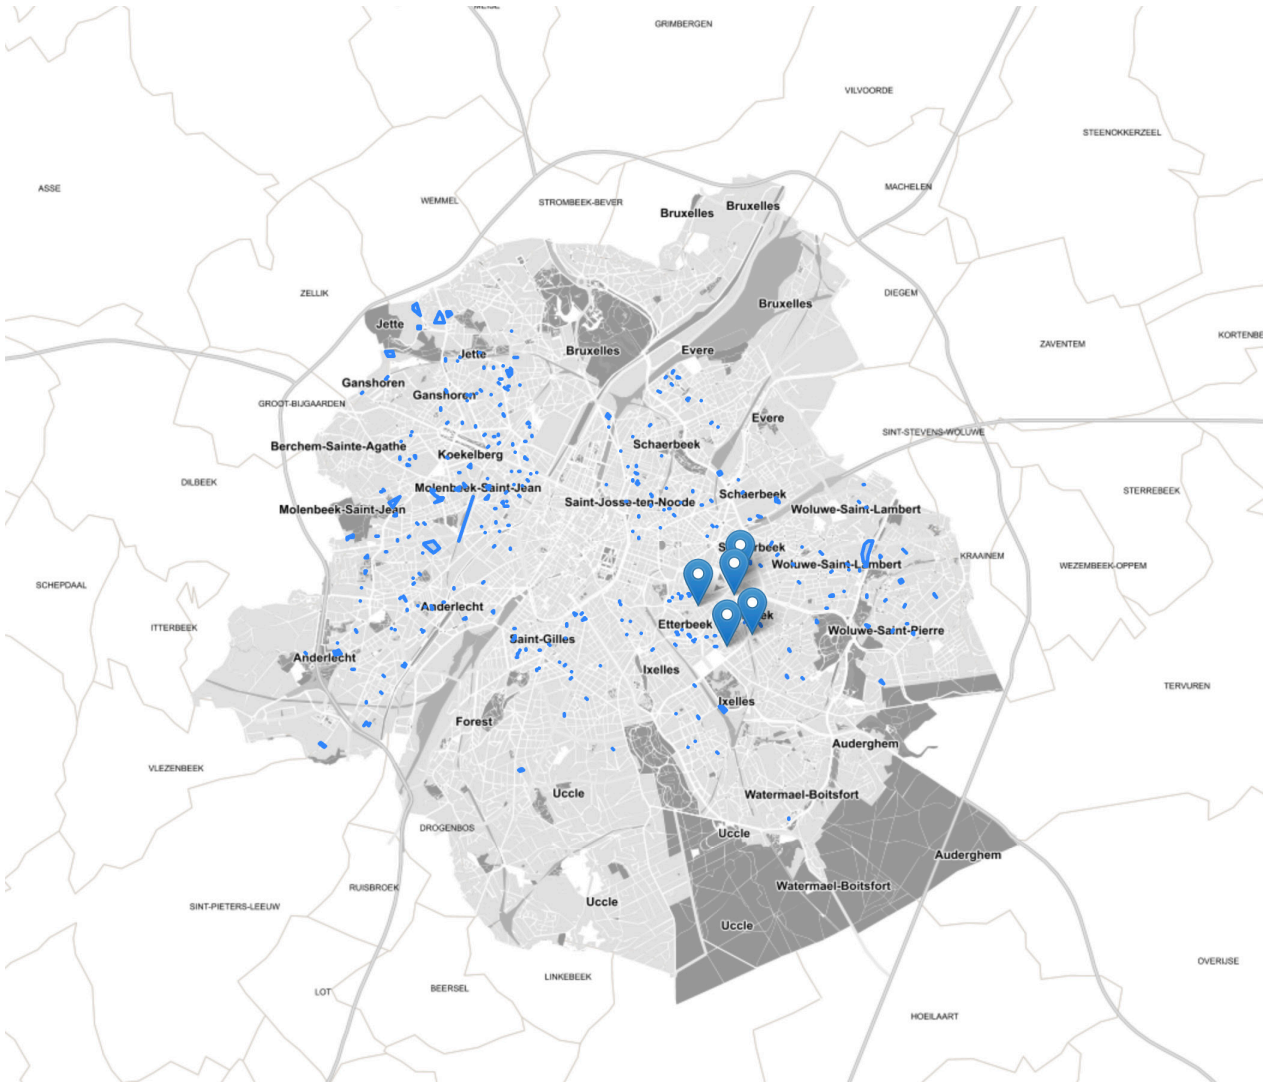 GRIMBERGEN
VILVOORDE
STEENOKKERZEEL
ASSE
MACHELEN
WEMMEL
STROMBEEK-BEVER
Bruxelles
Bruxelles
ZELLIK
DIEGEM
Bruxelles
Jette
KORTENBE
ZAVENTEM
Bruxelles
Evere
Jette
Ganshoren
Ganshoren
GROOT-BIJGAARDEN
Evere
SINT-STEVENS-WOLUWE
Berchem-Sainte-Agathe
Schaerbeek
Koekelberg
DILBEEK
Molenbeek-Saint-Jean
STERREBEEK
Schaerbeek
Saint-Josse-ten-Noode
Molenbeek-Saint-Jean
Woluwe-Saint-Lambert
KRAAINEM
Woluwe-Saint-Lambert
WEZEMBEEK-OPPEM
SCHEPDAAL
Anderlecht
ITTERBEEK
Etterbeek
Woluwe-Saint-Pierre
Saint-Gilles
Anderlecht
Ixelles
TERVUREN
Ixelles
Forest
Auderghem
VLEZENBEEK
Uccle
Watermael-Boitsfort
DROGENBOS
Uccle
Auderghem
RUISBROEK
Watermael-Boitsfort
Uccle
SINT-PIETERS-LEEUW
Uccle
OVERIJSE
LINKEBEEK
BEERSEL
LOT
HOEILAART